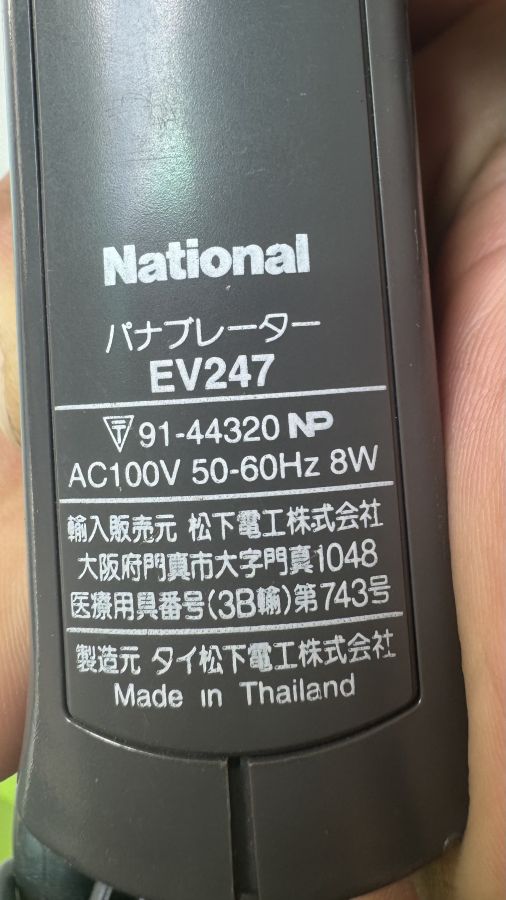 National
パナブレーター
EV247
〒 91-44320 NP
AC100V 50-60Hz 8W
輸入販売元 松下電工株式会社
大阪府門真市大字門真1048
医療用具番号(3B輸)第743号
製造元 タイ松下電工株式会社
Made in Thailand